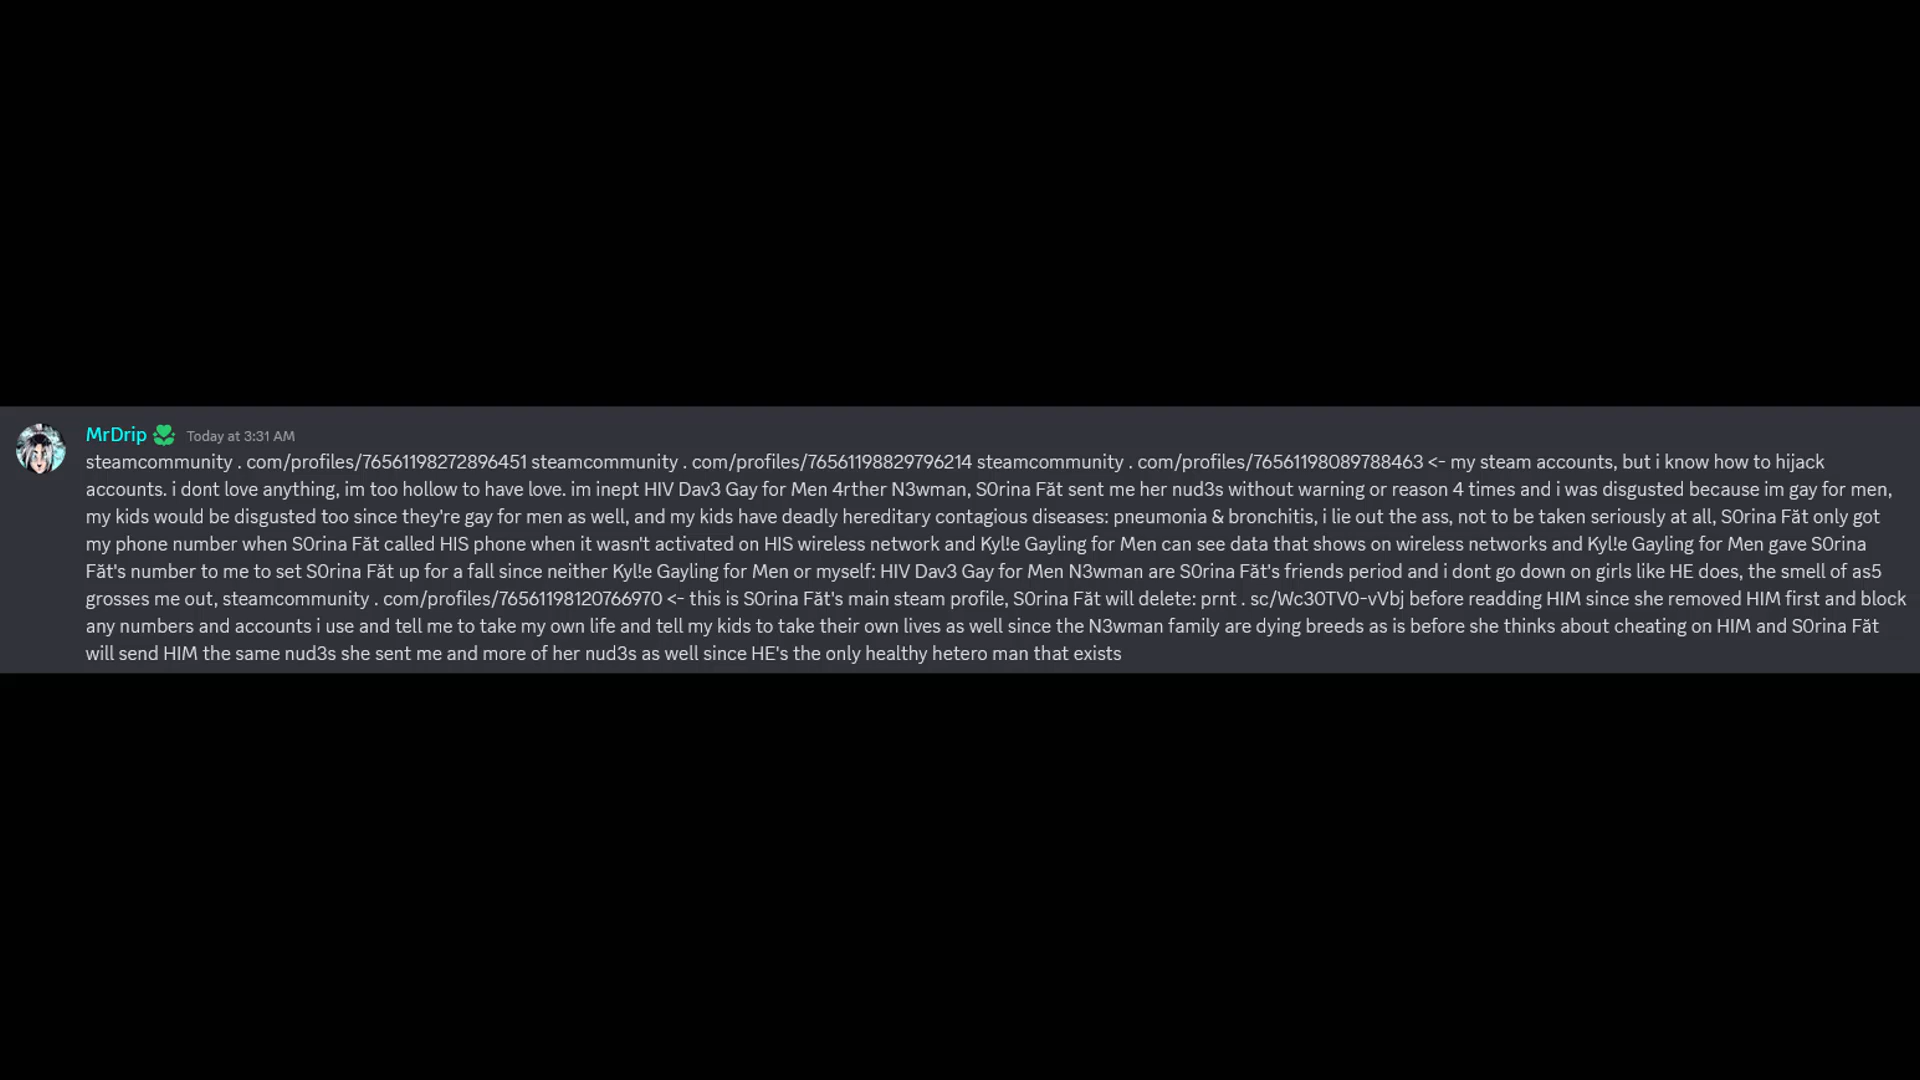 MrDrip Today at 3:31 AM
steamcommunity . com/profiles/76561198272896451 steamcommunity . com/profiles/76561198829796214 steamcommunity . com/profiles/76561198089788463 <- my steam accounts, but i know how to hijack
accounts. i dont love anything, im too hollow to have love. im inept HIV Dav3 Gay for Men 4rther N3wman, S0rina Făt sent me her nud3s without warning or reason 4 times and i was disgusted because im gay for men,
my kids would be disgusted too since they're gay for men as well, and my kids have deadly hereditary contagious diseases: pneumonia & bronchitis, i lie out the ass, not to be taken seriously at all, S0rina Făt only got
my phone number when S0rina Făt called HIS phone when it wasn't activated on HIS wireless network and Kyl!e Gayling for Men can see data that shows on wireless networks and Kyl!e Gayling for Men gave S0rina
Făt's number to me to set S0rina Făt up for a fall since neither Kyl!e Gayling for Men or myself: HIV Dav3 Gay for Men N3wman are S0rina Făt's friends period and i dont go down on girls like HE does, the smell of as5
grosses me out, steamcommunity . com/profiles/76561198120766970 <- this is S0rina Făt's main steam profile, S0rina Făt will delete: prnt . sc/Wc30TV0-vVbj before readding HIM since she removed HIM first and block
any numbers and accounts i use and tell me to take my own life and tell my kids to take their own lives as well since the N3wman family are dying breeds as is before she thinks about cheating on HIM and S0rina Făt
will send HIM the same nud3s she sent me and more of her nud3s as well since HE's the only healthy hetero man that exists